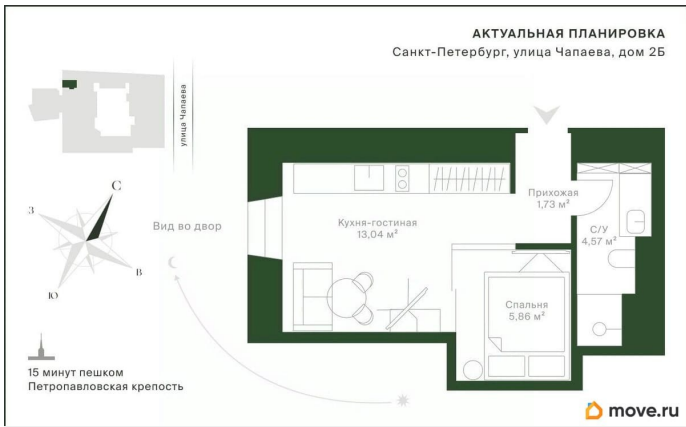 АКТУАЛЬНАЯ ПЛАНИРОВКА
Санкт-Петербург, улица Чапаева, дом 2Б
улица Чапаева
С
З
В
Ю
Вид во двор
Кухня-гостиная
13,04 м²
Прихожая
1,73 м²
С/У
4,57 м²
Спальня
5,86 м²
15 минут пешком
Петропавловская крепость
move.ru